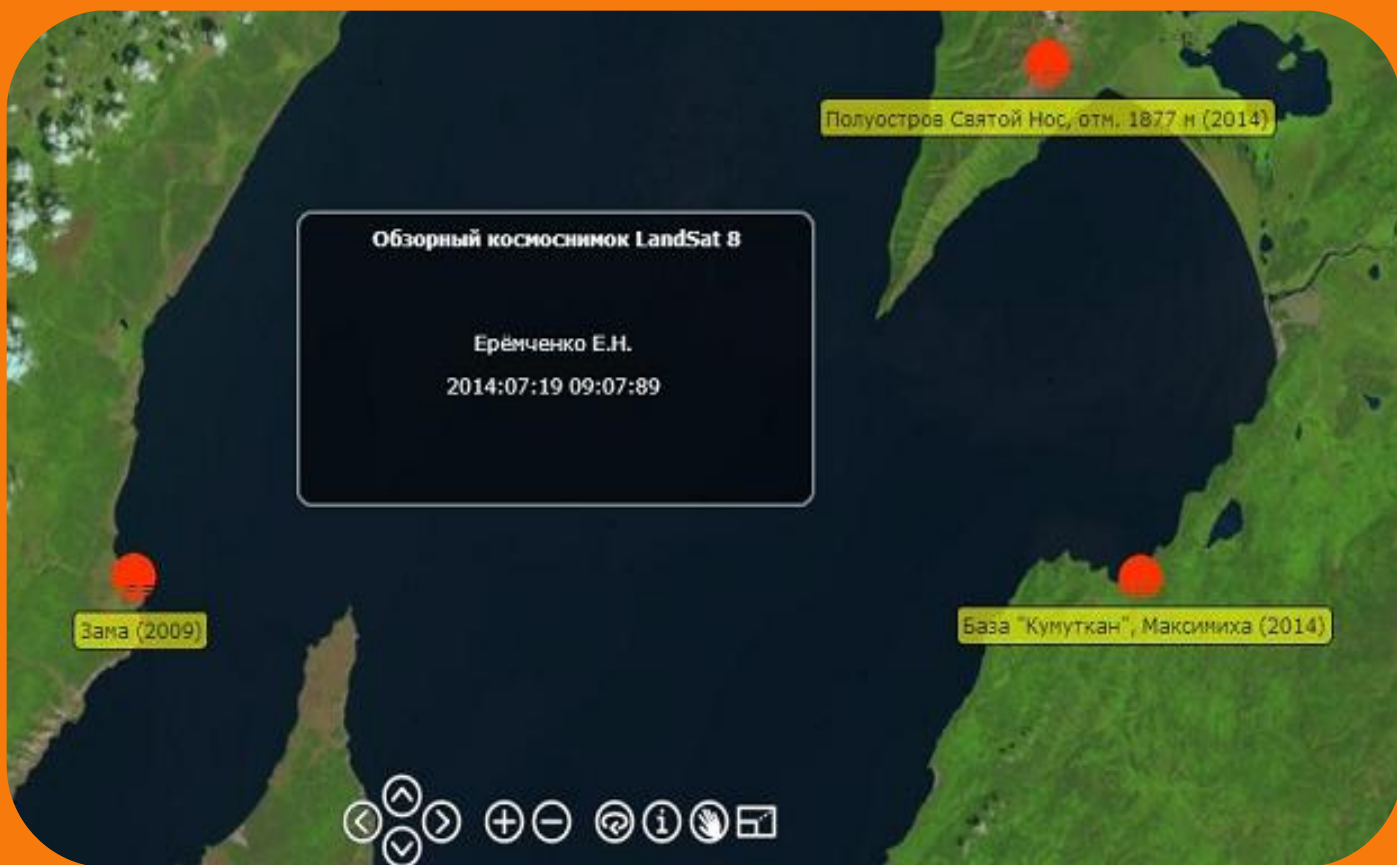 Полуостров Святой Нос, отм. 1877 м (2014)
Обзорный космоснимок LandSat 8
Ерёмченко Е.Н.
2014:07:19 09:07:89
Зама (2009)
База "Кумуткан", Максимиха (2014)